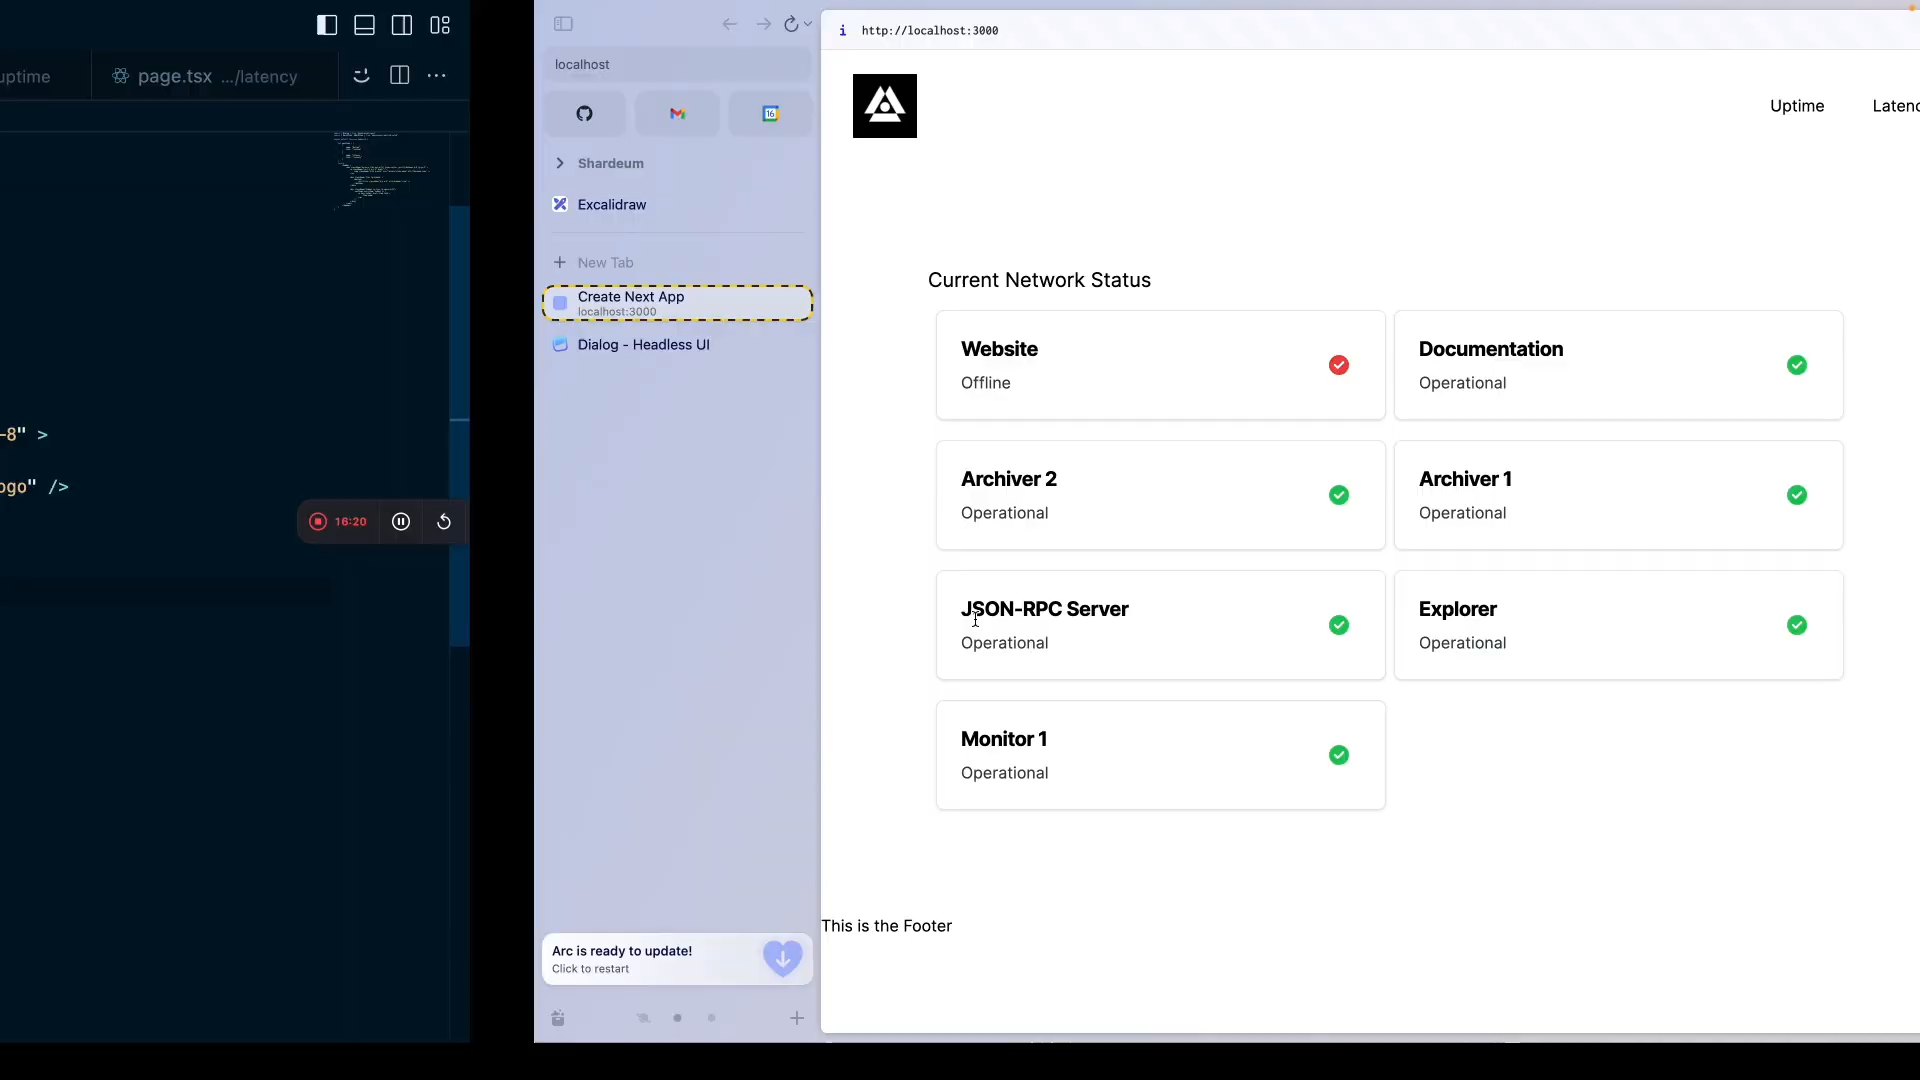 uptime
page.tsx .../latency
-8" >
ogo" />
16:20
localhost
16
Shardeum
Excalidraw
New Tab
Create Next App
localhost:3000
Dialog - Headless UI
Arc is ready to update!
Click to restart
i http://localhost:3000
Uptime
Latenc
Current Network Status
Website
Offline
Documentation
Operational
Archiver 2
Operational
Archiver 1
Operational
JSON-RPC Server
Operational
Explorer
Operational
Monitor 1
Operational
This is the Footer